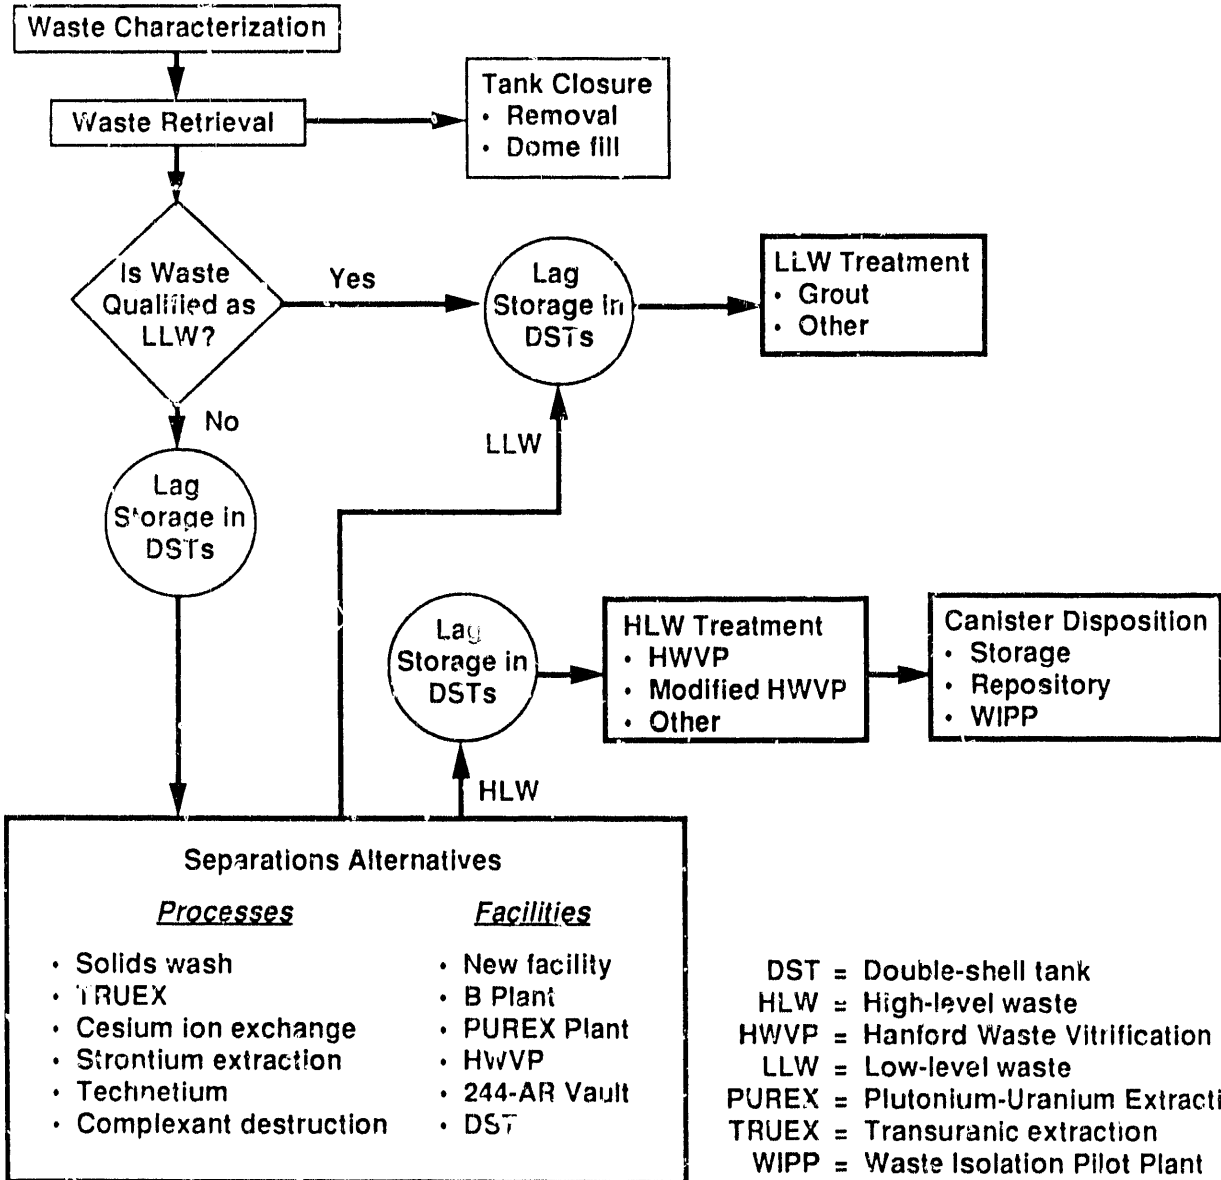 Waste Characterization
Waste Retrieval
Tank Closure
• Removal
• Dome fill
Is Waste
Qualified as
LLW?
Yes
Lag
Storage in
DSTs
LLW Treatment
• Grout
• Other
No
LLW
Lag
Storage in
DSTs
Lag
Storage in
DSTs
HLW Treatment
• HWVP
• Modified HWVP
• Other
Canister Disposition
• Storage
• Repository
• WIPP
HLW
Separations Alternatives
Processes
• Solids wash
• TRUEX
• Cesium ion exchange
• Strontium extraction
• Technetium
• Complexant destruction
Facilities
• New facility
• B Plant
• PUREX Plant
• HWVP
• 244-AR Vault
• DST
DST = Double-shell tank
HLW = High-level waste
HWVP = Hanford Waste Vitrification
LLW = Low-level waste
PUREX = Plutonium-Uranium Extracti
TRUEX = Transuranic extraction
WIPP = Waste Isolation Pilot Plant